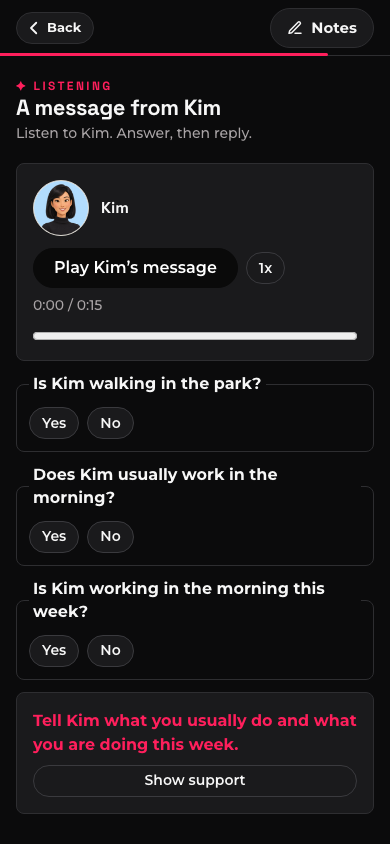 Back
Notes
LISTENING
A message from Kim
Listen to Kim. Answer, then reply.
Kim
Play Kim’s message
1x
0:00 / 0:15
Is Kim walking in the park?
Yes
No
Does Kim usually work in the
morning?
Yes
No
Is Kim working in the morning this
week?
Yes
No
Tell Kim what you usually do and what
you are doing this week.
Show support